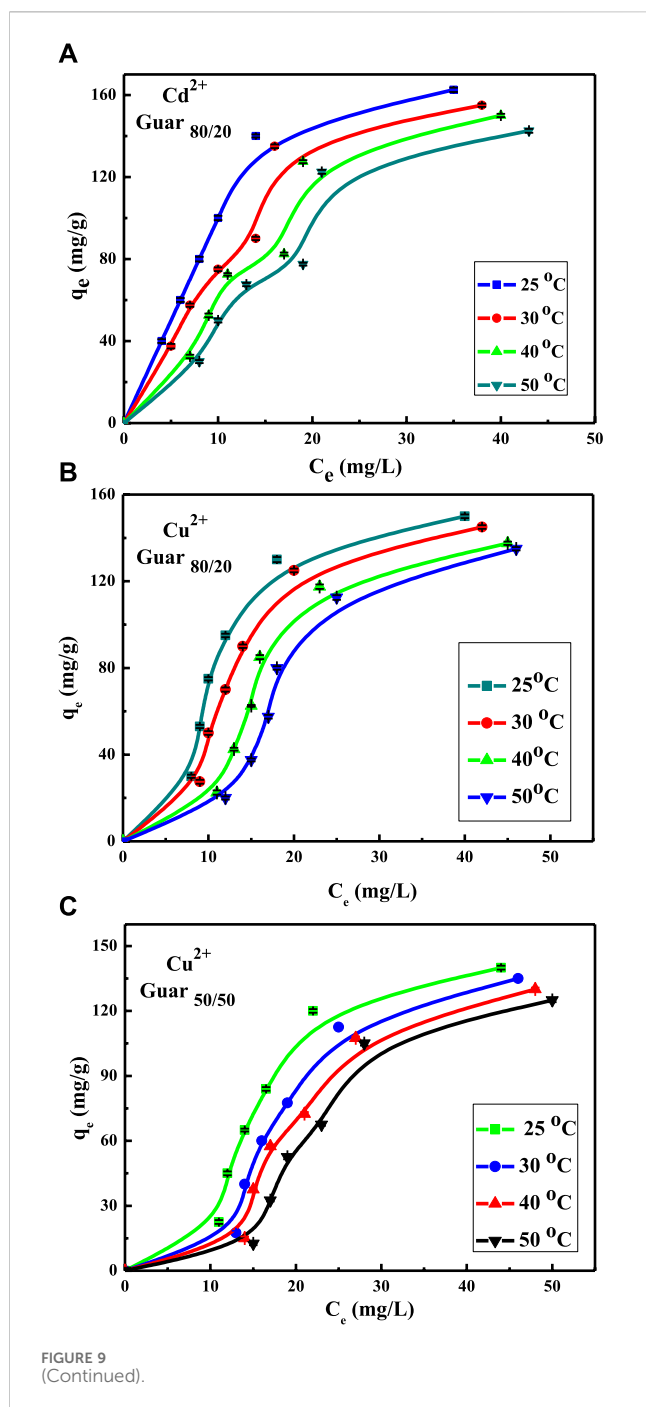 A
Cd2+
Guar 80/20
160
120
80
40
0
qe (mg/g)
25 oC
30 oC
40 oC
50 oC
0 10 20 30 40 50
Ce (mg/L)
B
Cu2+
Guar 80/20
160
120
80
40
0
qe (mg/g)
25oC
30 oC
40oC
50oC
0 10 20 30 40 50
Ce (mg/L)
C
Cu2+
Guar 50/50
150
120
90
60
30
0
qe (mg/g)
25 oC
30 oC
40 oC
50 oC
0 10 20 30 40 50
Ce (mg/L)
FIGURE 9
(Continued).